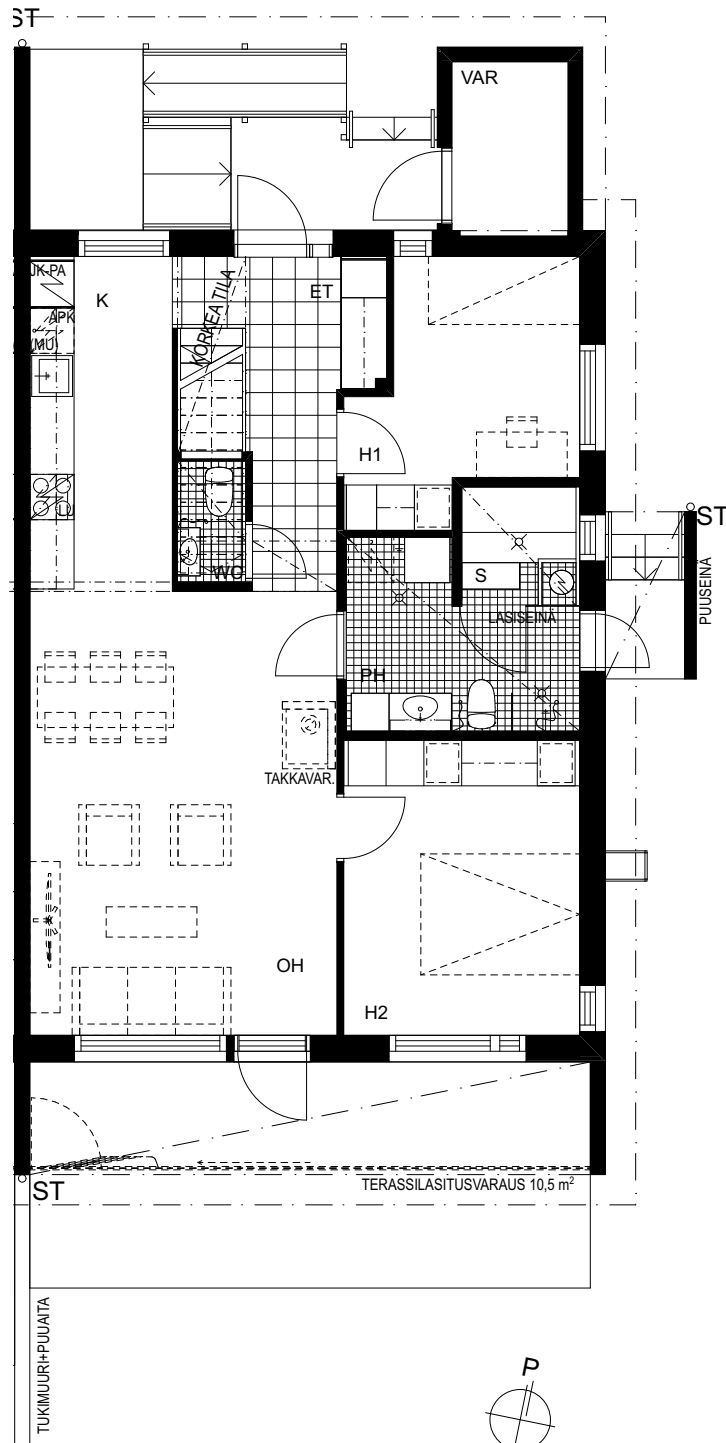 ST
VAR
JK-PA
K
ET
KORKEA TILA
APK
(MU)
H1
ST
WC
S
LASISEINÄ
PUUSEINÄ
PH
TAKKAVAR.
OH
H2
ST
TERASSILASITUSVARAUS 10,5 m²
TUKIMUURI+PUUAITA
P